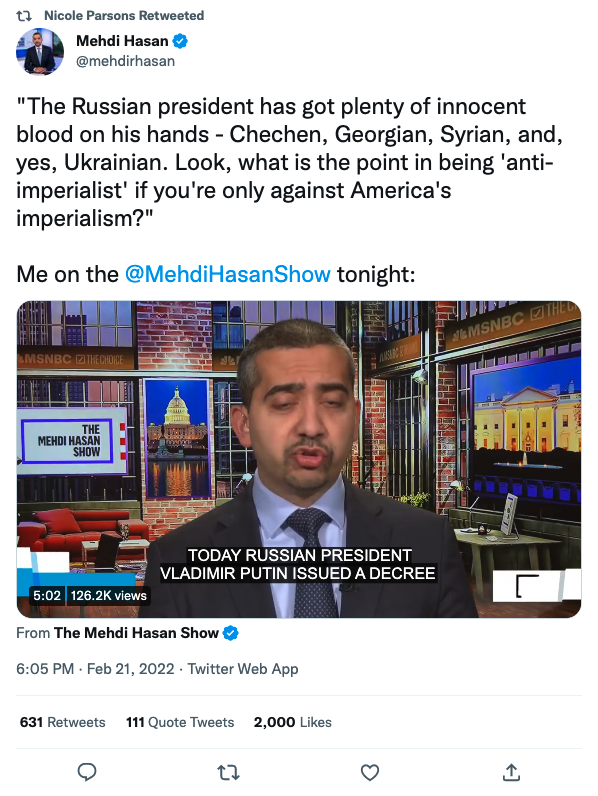 Nicole Parsons Retweeted
Mehdi Hasan
@mehdirhasan
"The Russian president has got plenty of innocent
blood on his hands - Chechen, Georgian, Syrian, and,
yes, Ukrainian. Look, what is the point in being 'anti-
imperialist' if you're only against America's
imperialism?"
Me on the @MehdiHasanShow tonight:
MSNBC THE CHOICE
MSNBC THE C
MSNBC
THE
MEHDI HASAN
SHOW
TODAY RUSSIAN PRESIDENT
VLADIMIR PUTIN ISSUED A DECREE
5:02 126.2K views
From The Mehdi Hasan Show
6:05 PM · Feb 21, 2022 · Twitter Web App
631 Retweets 111 Quote Tweets 2,000 Likes